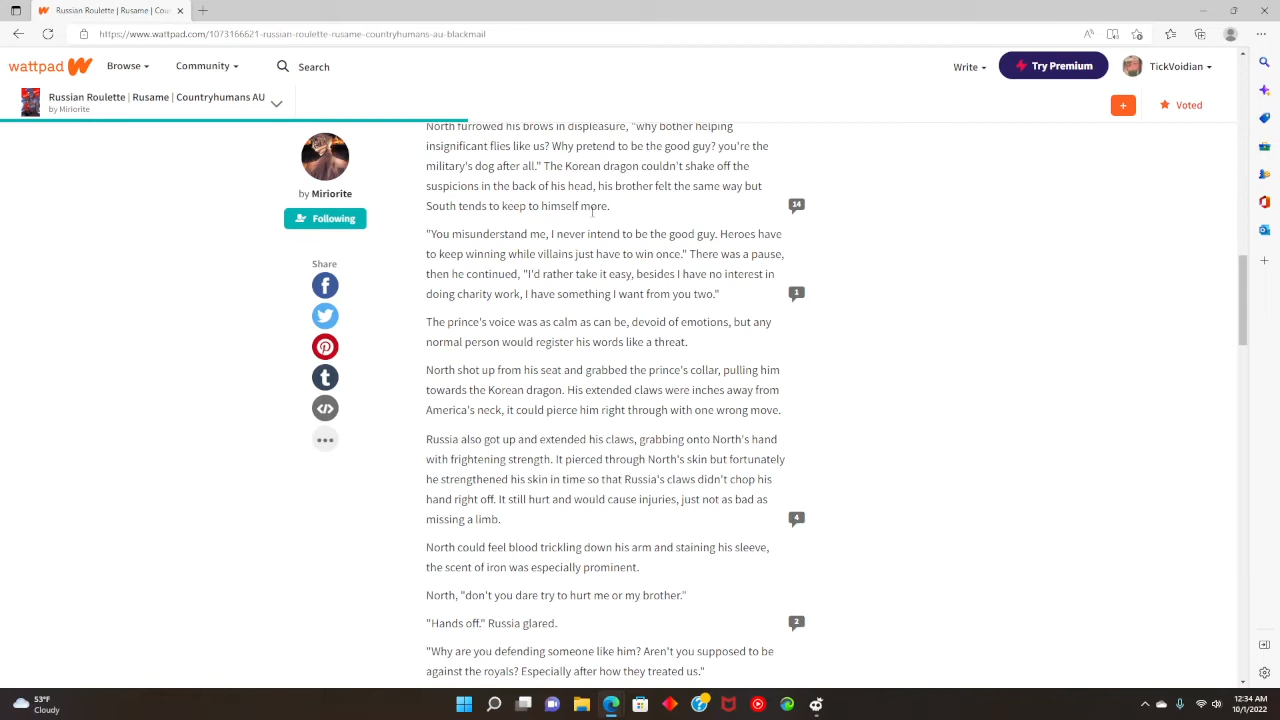 Russian Roulette | Rusame | Cou
https://www.wattpad.com/1073166621-russian-roulette-rusame-countryhumans-au-blackmail
wattpad
Browse
Community
Search
Write
Try Premium
TickVoidian
Russian Roulette | Rusame | Countryhumans AU
by Miriorite
+
Voted
by Miriorite
Following
Share
North furrowed his brows in displeasure, "why bother helping
insignificant flies like us? Why pretend to be the good guy? you're the
military's dog after all." The Korean dragon couldn't shake off the
suspicions in the back of his head, his brother felt the same way but
South tends to keep to himself more.
14
"You misunderstand me, I never intend to be the good guy. Heroes have
to keep winning while villains just have to win once." There was a pause,
then he continued, "I'd rather take it easy, besides I have no interest in
doing charity work, I have something I want from you two."
1
The prince's voice was as calm as can be, devoid of emotions, but any
normal person would register his words like a threat.
North shot up from his seat and grabbed the prince's collar, pulling him
towards the Korean dragon. His extended claws were inches away from
America's neck, it could pierce him right through with one wrong move.
Russia also got up and extended his claws, grabbing onto North's hand
with frightening strength. It pierced through North's skin but fortunately
he strengthened his skin in time so that Russia's claws didn't chop his
hand right off. It still hurt and would cause injuries, just not as bad as
missing a limb.
4
North could feel blood trickling down his arm and staining his sleeve,
the scent of iron was especially prominent.
North, "don't you dare try to hurt me or my brother."
"Hands off." Russia glared.
2
"Why are you defending someone like him? Aren't you supposed to be
against the royals? Especially after how they treated us."
53°F
Cloudy
12:34 AM
10/1/2022